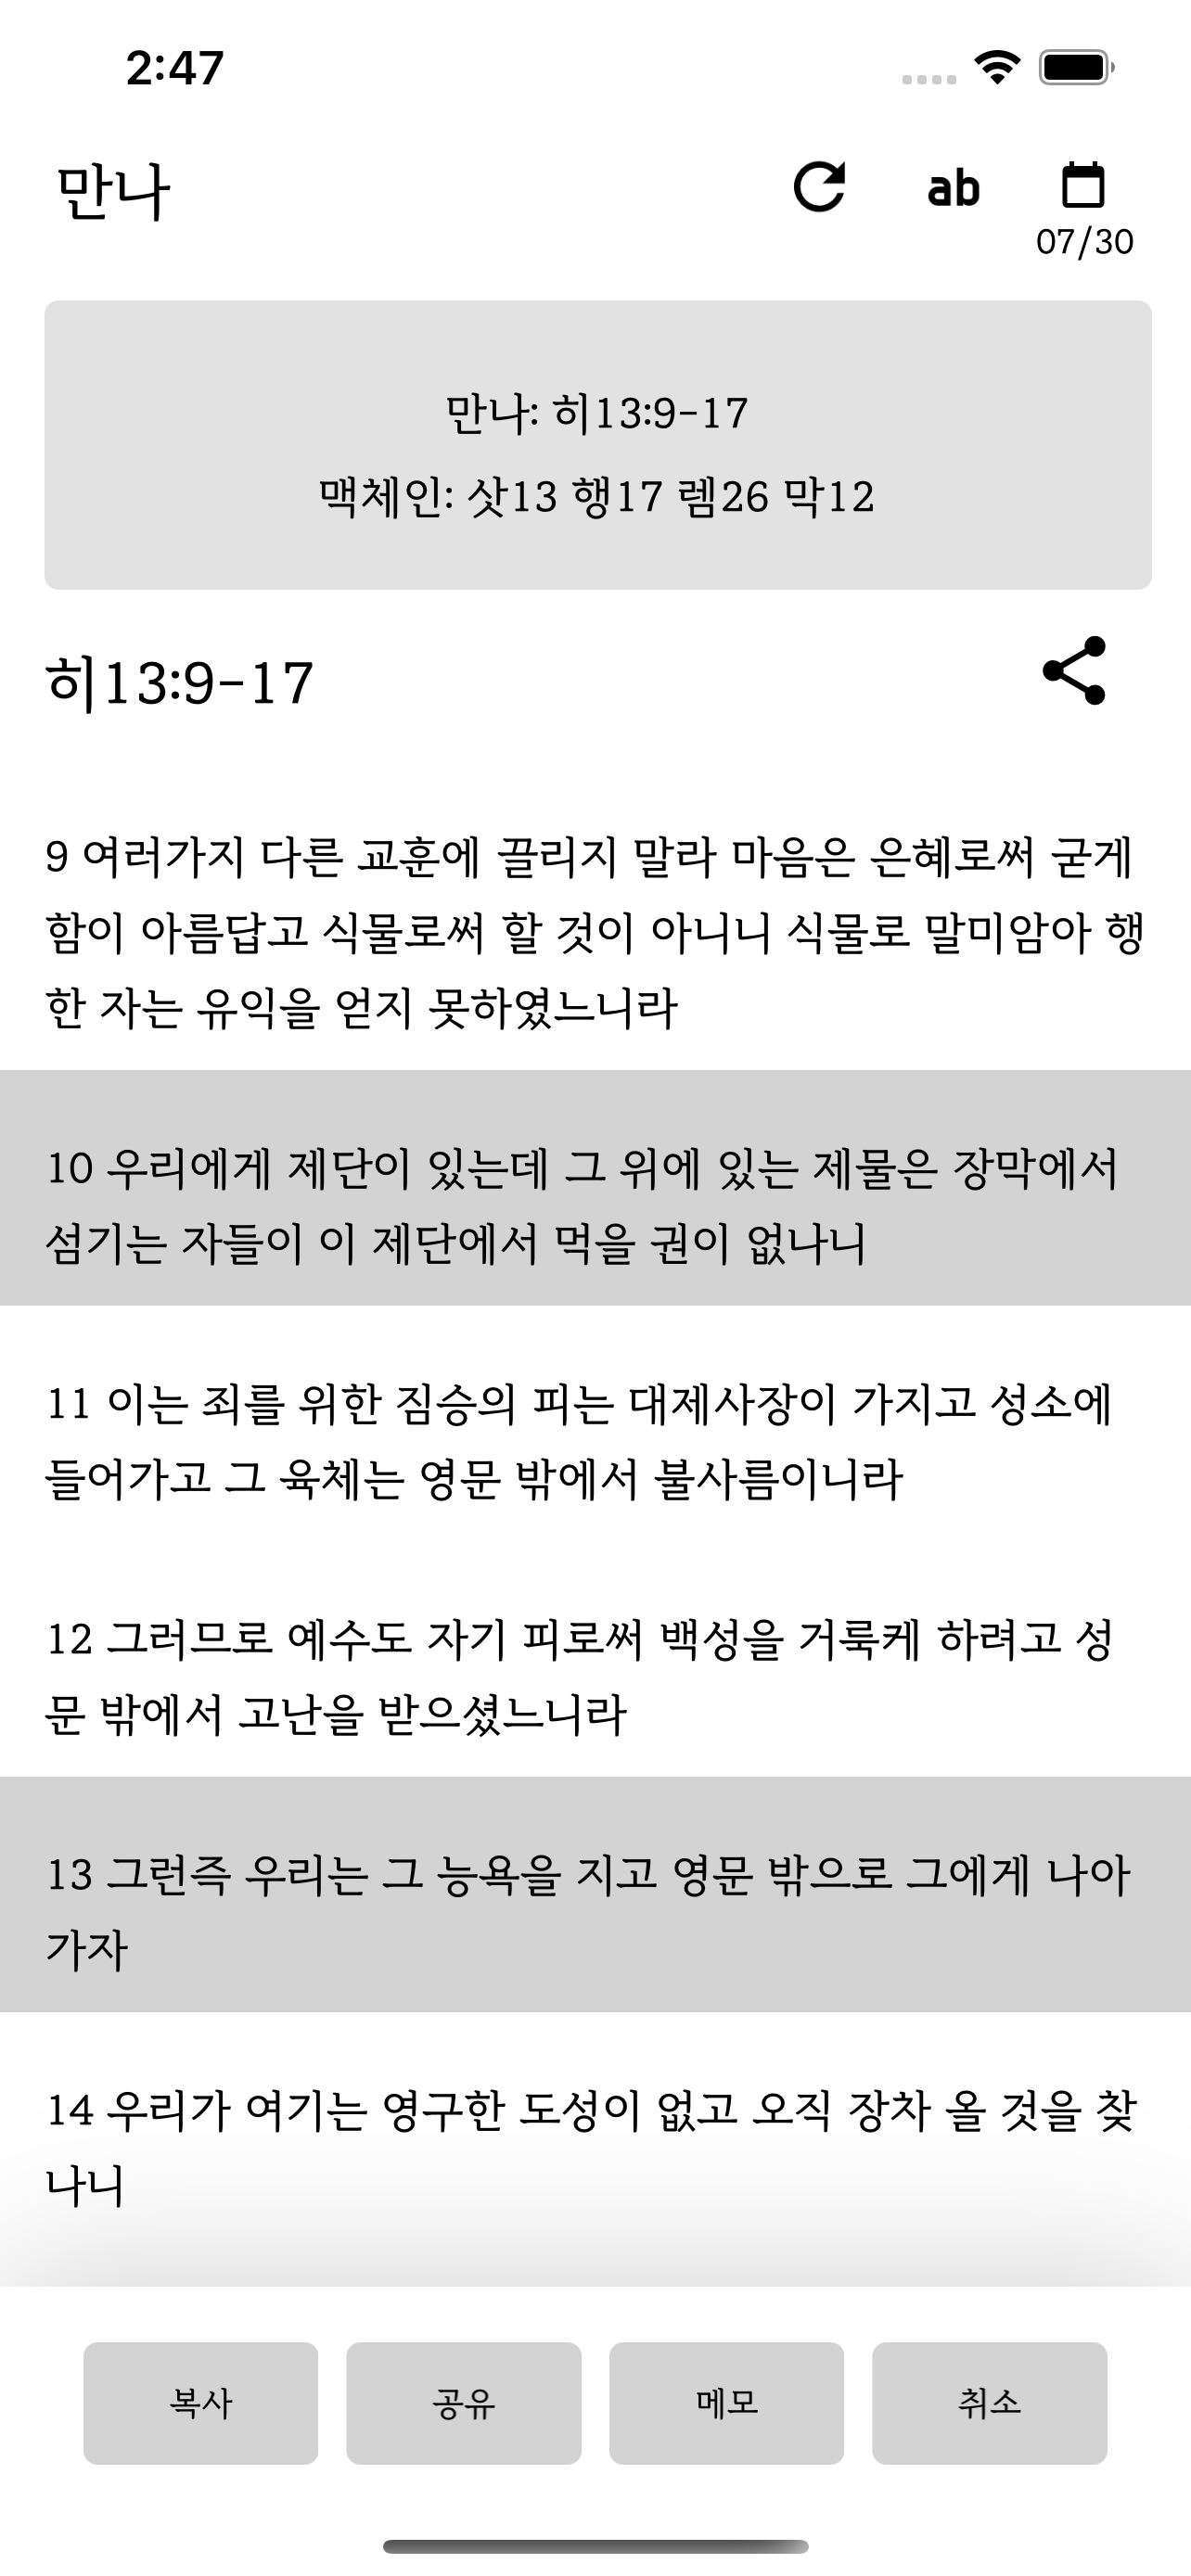 2:47
만나
ab
07/30
만나: 히13:9-17
맥체인: 삿13 행17 렘26 막12
히13:9-17
9 여러가지 다른 교훈에 끌리지 말라 마음은 은혜로써 굳게
함이 아름답고 식물로써 할 것이 아니니 식물로 말미암아 행
한 자는 유익을 얻지 못하였느니라
10 우리에게 제단이 있는데 그 위에 있는 제물은 장막에서
섬기는 자들이 이 제단에서 먹을 권이 없나니
11 이는 죄를 위한 짐승의 피는 대제사장이 가지고 성소에
들어가고 그 육체는 영문 밖에서 불사름이니라
12 그러므로 예수도 자기 피로써 백성을 거룩케 하려고 성
문 밖에서 고난을 받으셨느니라
13 그런즉 우리는 그 능욕을 지고 영문 밖으로 그에게 나아
가자
14 우리가 여기는 영구한 도성이 없고 오직 장차 올 것을 찾
나니
복사
공유
메모
취소